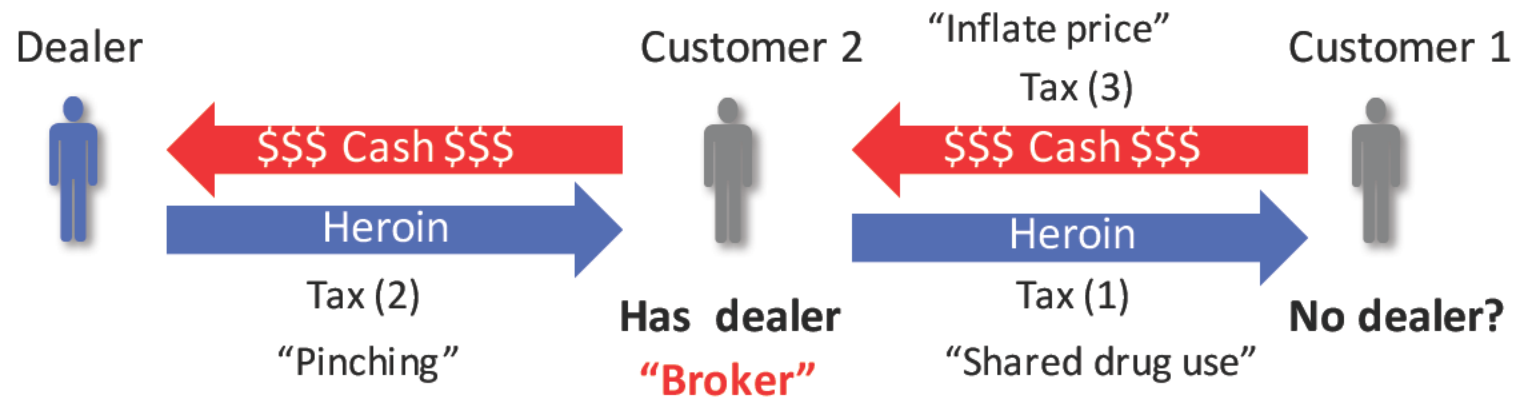 “Inflate price”
Dealer
Customer 2
Customer 1
Tax (3)
$$$ Cash $$$
$$$ Cash $$$
Heroin
Heroin
Tax (2)
Tax (1)
Has dealer
No dealer?
“Pinching”
“Broker”
“Shared drug use”